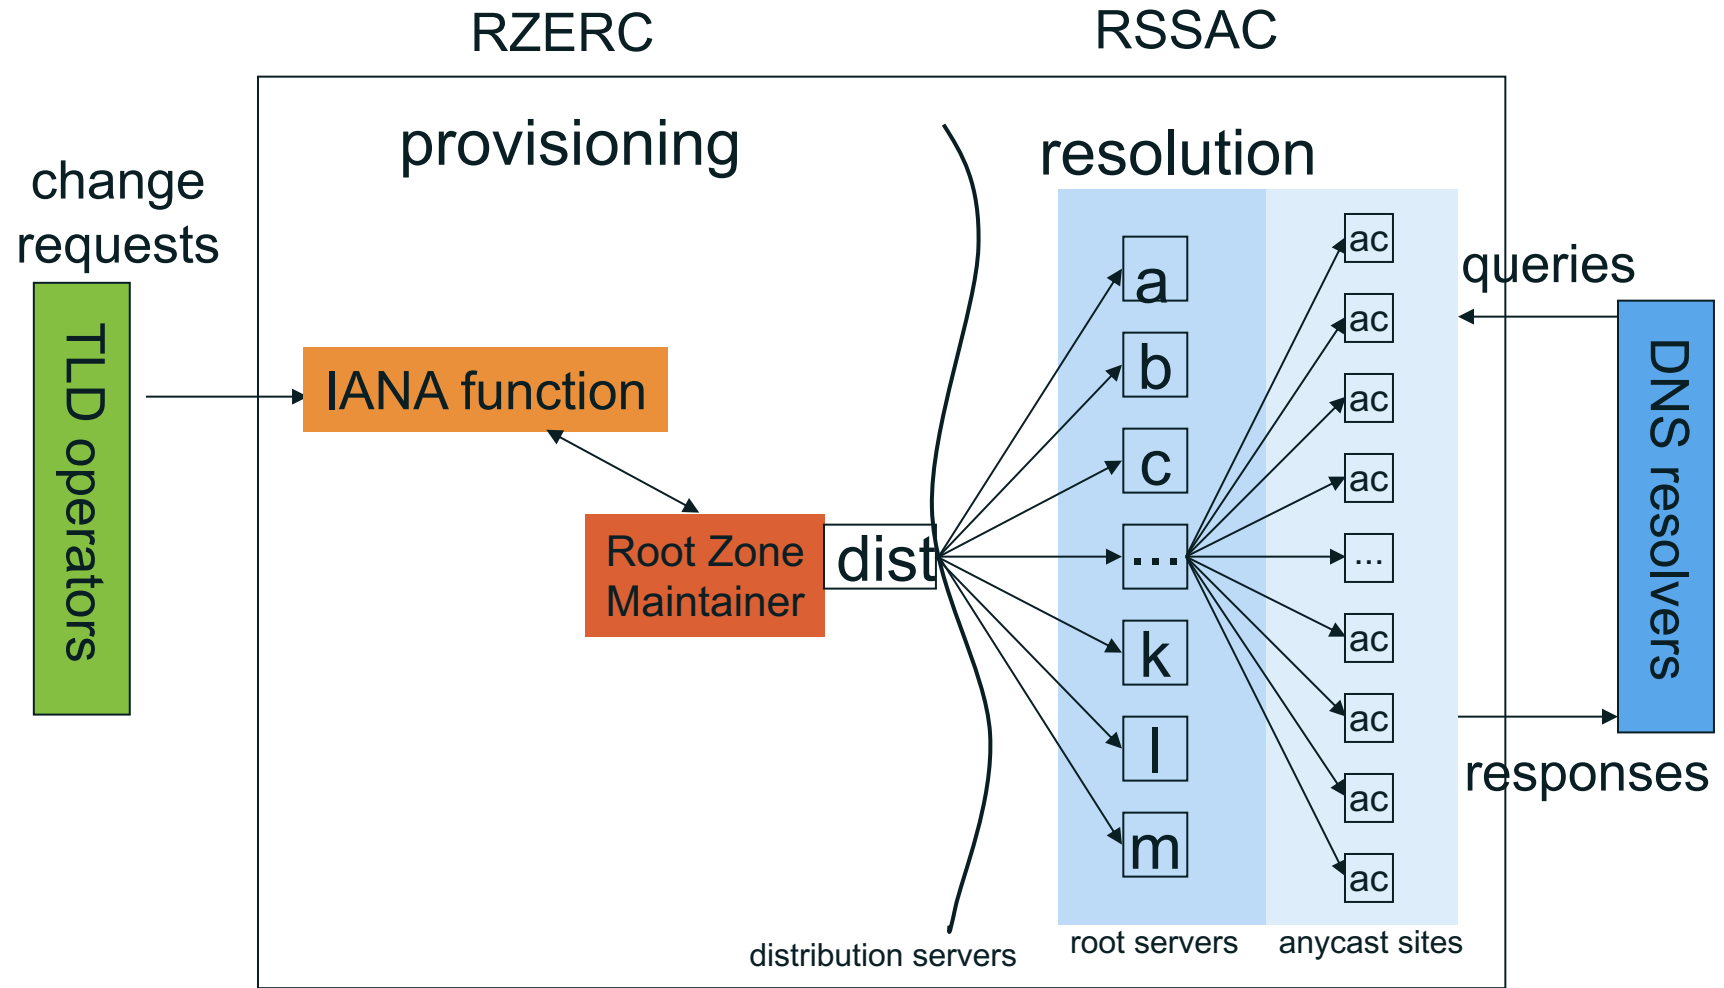 RZERC
RSSAC
provisioning
resolution
change
requests
TLD operators
IANA function
Root Zone
Maintainer
dist
a
b
c
...
k
l
m
ac
ac
ac
ac
...
ac
ac
ac
ac
queries
DNS resolvers
responses
distribution servers
root servers
anycast sites